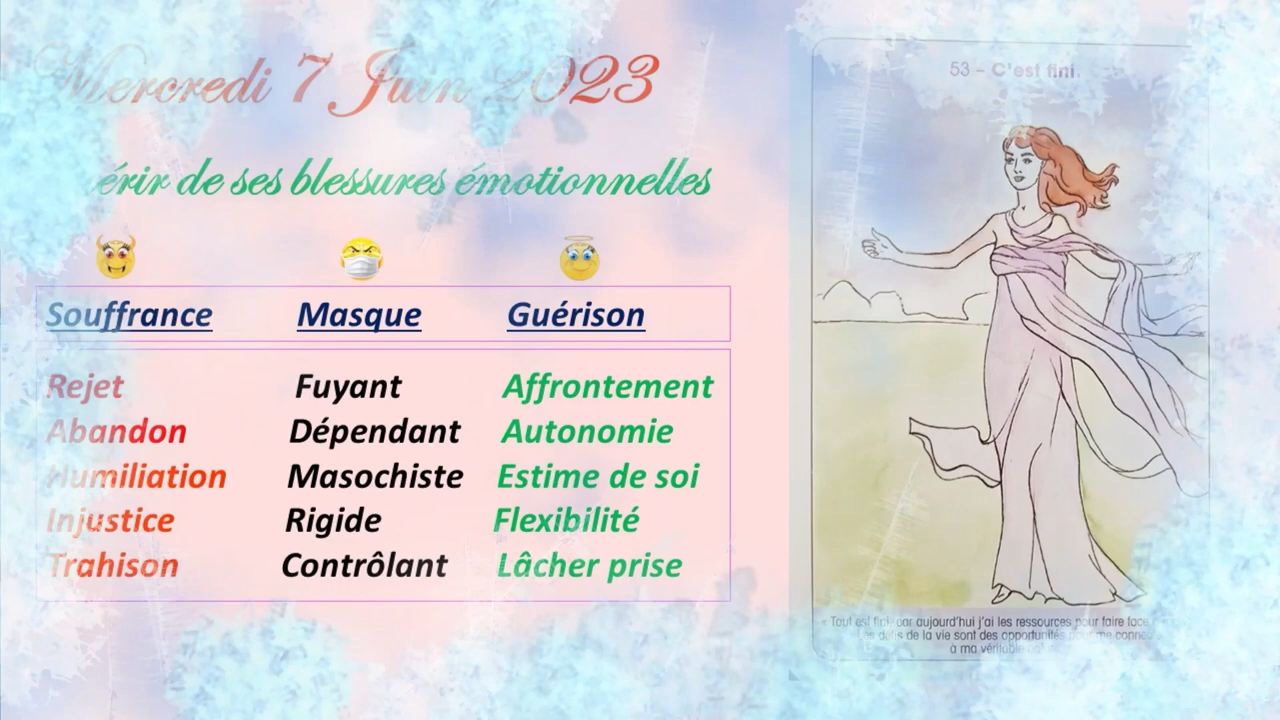 Mercredi 7 Juin 2023
érir de ses blessures émotionnelles
Souffrance Masque Guérison
Rejet Fuyant Affrontement
Abandon Dépendant Autonomie
Humiliation Masochiste Estime de soi
Injustice Rigide Flexibilité
Trahison Contrôlant Lâcher prise
53 - C'est fini.
« Tout est fini car aujourd'hui j'ai les ressources pour faire face
Les défis de la vie sont des opportunités pour me
à ma véritable